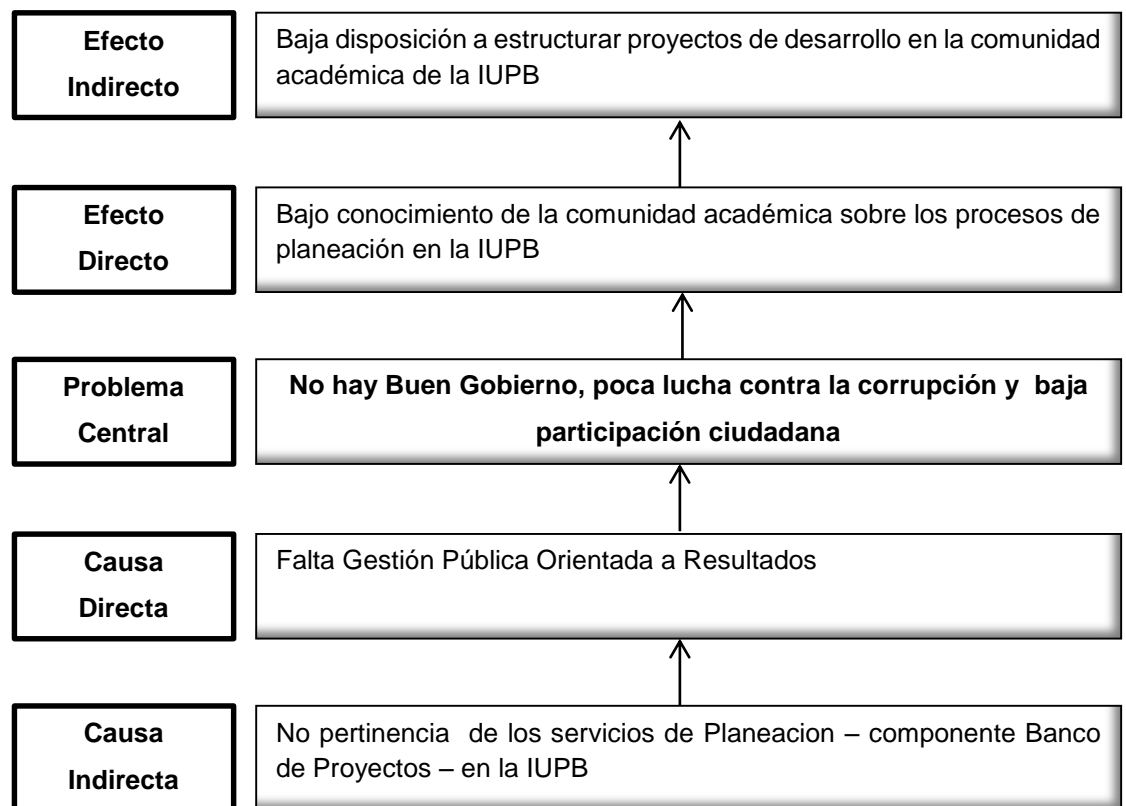 Efecto
Indirecto
Baja disposición a estructurar proyectos de desarrollo en la comunidad
académica de la IUPB
Efecto
Directo
Bajo conocimiento de la comunidad académica sobre los procesos de
planeación en la IUPB
Problema
Central
No hay Buen Gobierno, poca lucha contra la corrupción y baja
participación ciudadana
Causa
Directa
Falta Gestión Pública Orientada a Resultados
Causa
Indirecta
No pertinencia de los servicios de Planeacion – componente Banco
de Proyectos – en la IUPB